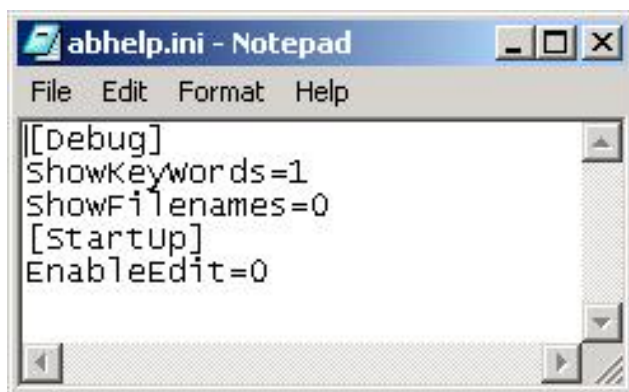 abhelp.ini - Notepad
File Edit Format Help
[Debug]
ShowKeyWords=1
ShowFilenames=0
[StartUp]
EnableEdit=0